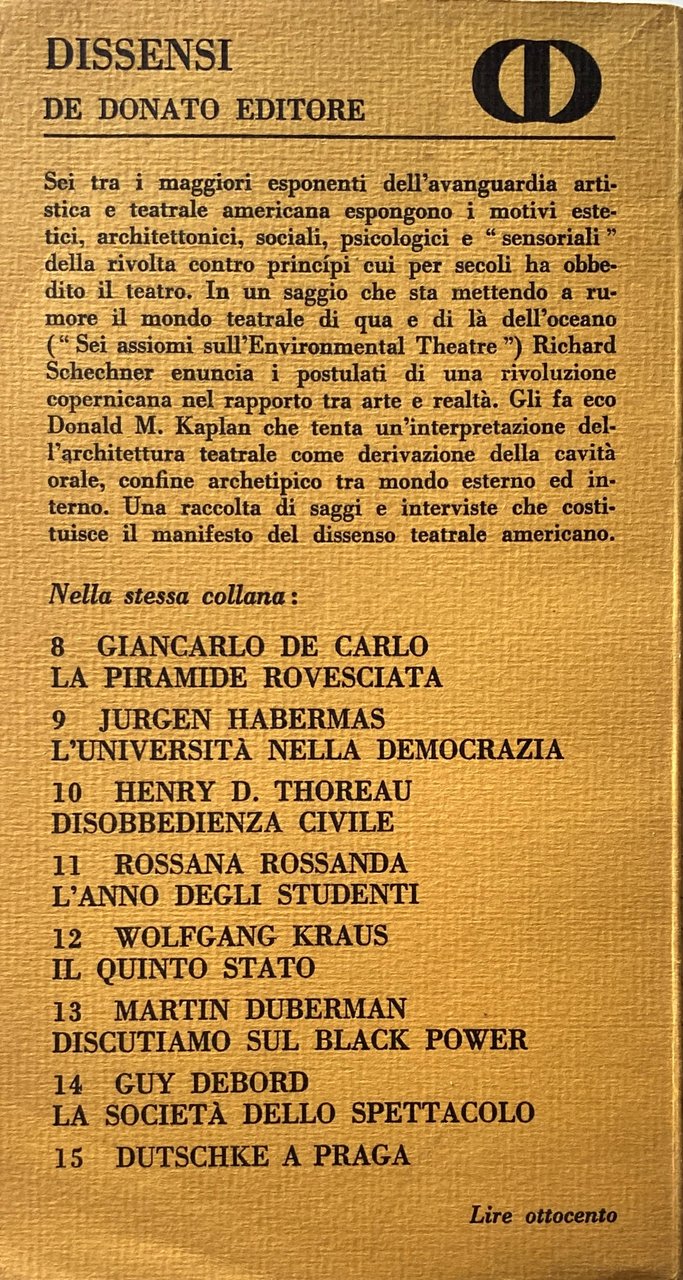 DISSENSI
DE DONATO EDITORE
Sei tra i maggiori esponenti dell'avanguardia arti-
stica e teatrale americana espongono i motivi este-
tici, architettonici, sociali, psicologici e “ sensoriali ”
della rivolta contro princípi cui per secoli ha obbe-
dito il teatro. In un saggio che sta mettendo a ru-
more il mondo teatrale di qua e di là dell'oceano
(“ Sei assiomi sull'Environmental Theatre ”) Richard
Schechner enuncia i postulati di una rivoluzione
copernicana nel rapporto tra arte e realtà. Gli fa eco
Donald M. Kaplan che tenta un'interpretazione del-
l'architettura teatrale come derivazione della cavità
orale, confine archetipico tra mondo esterno ed in-
terno. Una raccolta di saggi e interviste che costi-
tuisce il manifesto del dissenso teatrale americano.
Nella stessa collana :
8 GIANCARLO DE CARLO
LA PIRAMIDE ROVESCIATA
9 JURGEN HABERMAS
L'UNIVERSITÀ NELLA DEMOCRAZIA
10 HENRY D. THOREAU
DISOBBEDIENZA CIVILE
11 ROSSANA ROSSANDA
L'ANNO DEGLI STUDENTI
12 WOLFGANG KRAUS
IL QUINTO STATO
13 MARTIN DUBERMAN
DISCUTIAMO SUL BLACK POWER
14 GUY DEBORD
LA SOCIETÀ DELLO SPETTACOLO
15 DUTSCHKE A PRAGA
Lire ottocento